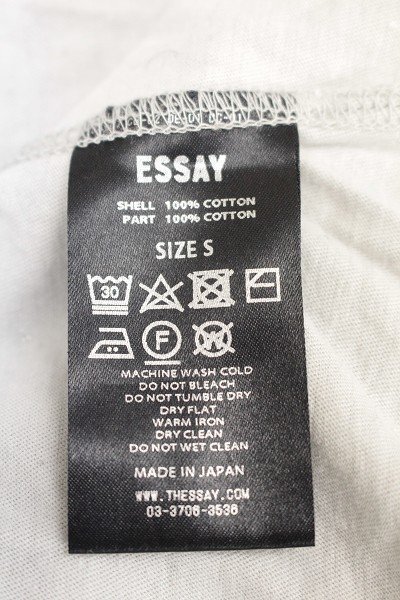 ESSAY
SHELL 100% COTTON
PART 100% COTTON
SIZE S
30
F
W
MACHINE WASH COLD
DO NOT BLEACH
DO NOT TUMBLE DRY
DRY FLAT
WARM IRON
DRY CLEAN
DO NOT WET CLEAN
MADE IN JAPAN
WWW.THESSAY.COM
03-3706-3536